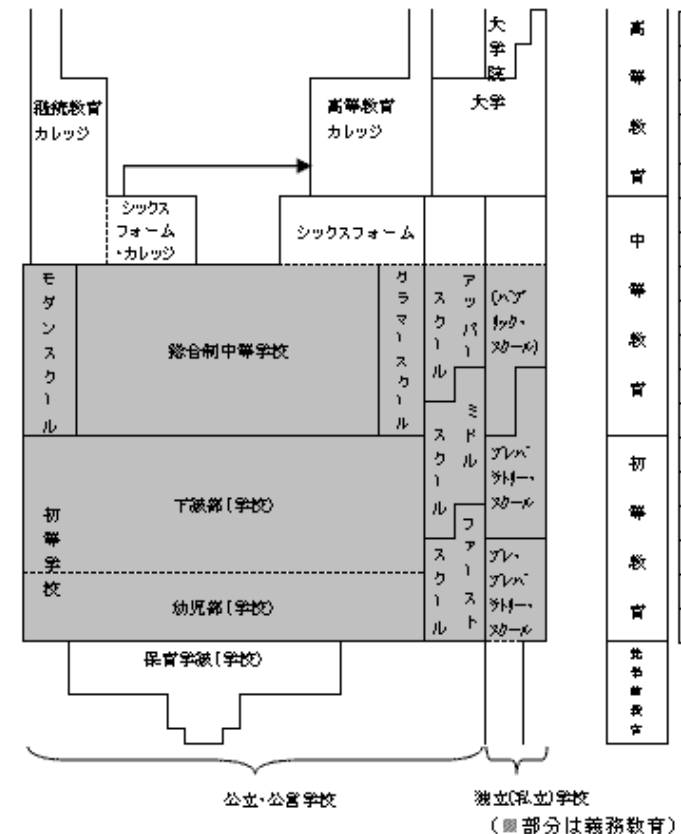 大学院
継続教育
カレッジ
高等教育
カレッジ
大学
シックス
フォーム
・カレッジ
シックスフォーム
モダンスクール
総合制中等学校
グラマースクール
アッパースクール
(パブ
リック・
スクール)
ミドルスクール
プレパ
ラトリー・
スクール
初等学校
下級部(学校)
幼児部(学校)
ファーストスクール
プレ・
プレパ
ラトリー・
スクール
保育学級(学校)
公立・公営学校
独立(私立)学校
(▩部分は義務教育)
高等教育
中等教育
初等教育
就学前教育